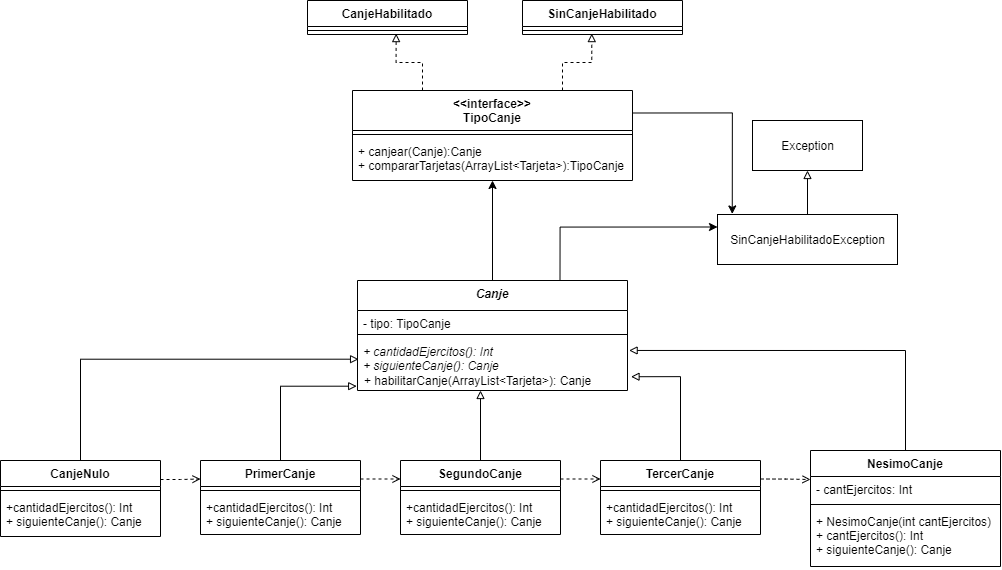 CanjeHabilitado
SinCanjeHabilitado
<<interface>>
TipoCanje
+ canjear(Canje):Canje
+ compararTarjetas(ArrayList<Tarjeta>):TipoCanje
Exception
SinCanjeHabilitadoException
Canje
- tipo: TipoCanje
+ cantidadEjercitos(): Int
+ siguienteCanje(): Canje
+ habilitarCanje(ArrayList<Tarjeta>): Canje
CanjeNulo
+cantidadEjercitos(): Int
+ siguienteCanje(): Canje
PrimerCanje
+cantidadEjercitos(): Int
+ siguienteCanje(): Canje
SegundoCanje
+cantidadEjercitos(): Int
+ siguienteCanje(): Canje
TercerCanje
+cantidadEjercitos(): Int
+ siguienteCanje(): Canje
NesimoCanje
- cantEjercitos: Int
+ NesimoCanje(int cantEjercitos)
+ cantEjercitos(): Int
+ siguienteCanje(): Canje